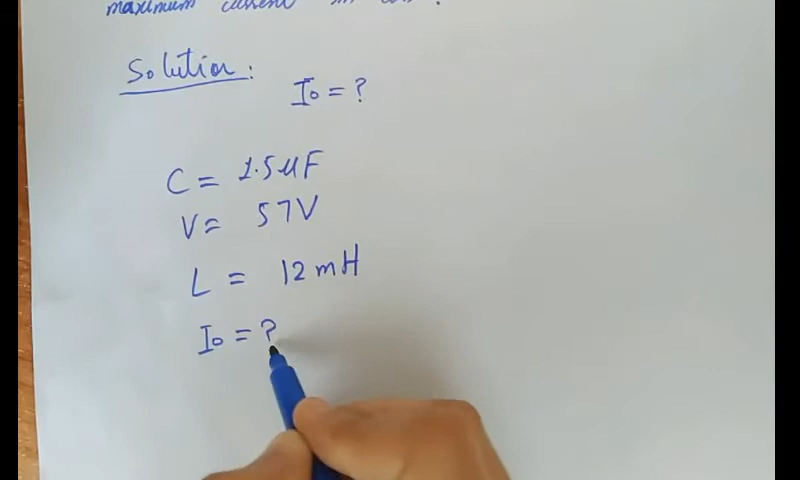 maximum current in coil ?
Solution:
I₀ = ?
C = 1.5 μF
V = 57V
L = 12 mH
I₀ = ?